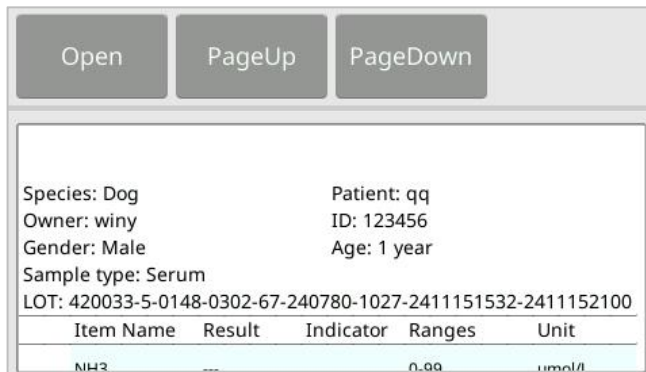 Open PageUp PageDown
Species: Dog Patient: qq
Owner: winy ID: 123456
Gender: Male Age: 1 year
Sample type: Serum
LOT: 420033-5-0148-0302-67-240780-1027-2411151532-2411152100
Item Name Result Indicator Ranges Unit
NH3 --- 0-99 umol/L